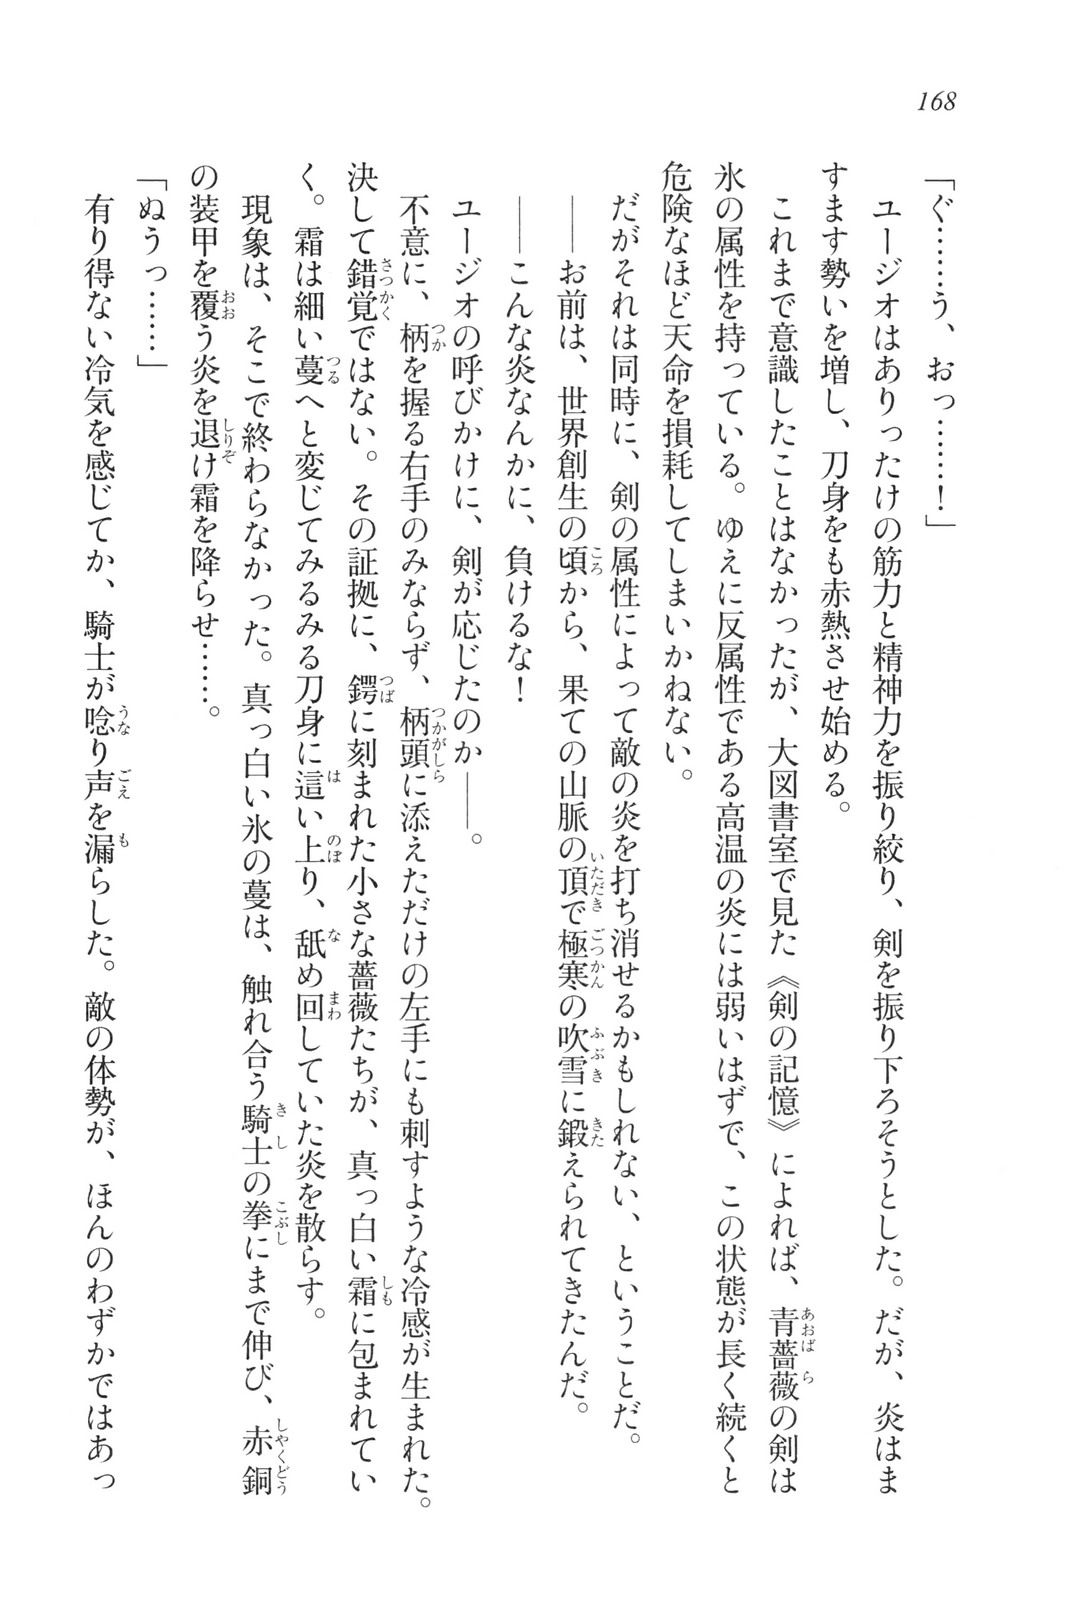 168
「ぐ……う、おっ……！」
　ユージオはありったけの筋力と精神力を振り絞り、剣を振り下ろそうとした。だが、炎はま
すます勢いを増し、刀身をも赤熱させ始める。
　これまで意識したことはなかったが、大図書室で見た《剣の記憶》によれば、青薔薇の剣は
氷の属性を持っている。ゆえに反属性である高温の炎には弱いはずで、この状態が長く続くと
危険なほど天命を損耗してしまいかねない。
　だがそれは同時に、剣の属性によって敵の炎を打ち消せるかもしれない、ということだ。
　――お前は、世界創生の頃から、果ての山脈の頂で極寒の吹雪に鍛えられてきたんだ。
　――こんな炎なんかに、負けるな！
　ユージオの呼びかけに、剣が応じたのか――。
　不意に、柄を握る右手のみならず、柄頭に添えただけの左手にも刺すような冷感が生まれた。
決して錯覚ではない。その証拠に、鍔に刻まれた小さな薔薇たちが、真っ白い霜に包まれてい
く。霜は細い蔓へと変じてみるみる刀身に這い上り、舐め回していた炎を散らす。
　現象は、そこで終わらなかった。真っ白い氷の蔓は、触れ合う騎士の拳にまで伸び、赤銅
の装甲を覆う炎を退け霜を降らせ……。
「ぬうっ……」
　有り得ない冷気を感じてか、騎士が唸り声を漏らした。敵の体勢が、ほんのわずかではあっ